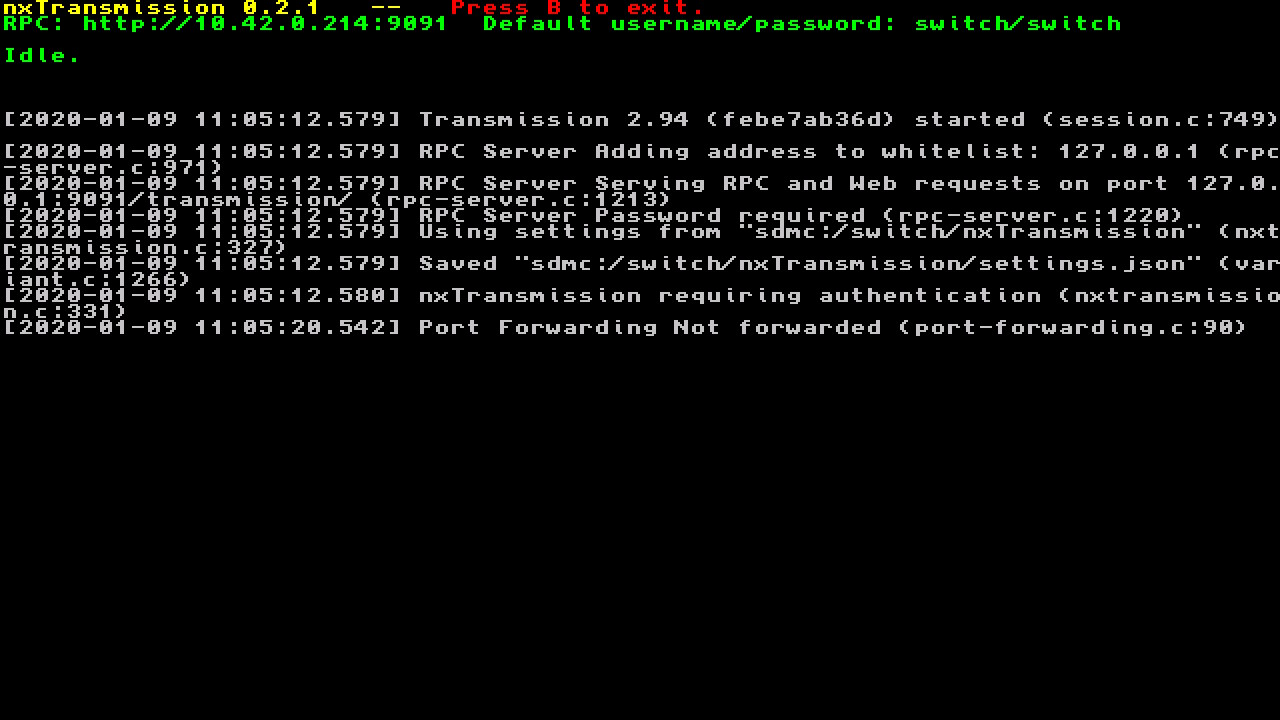 nxTransmission 0.2.1   --   Press B to exit.
RPC: http://10.42.0.214:9091  Default username/password: switch/switch
Idle.
[2020-01-09 11:05:12.579] Transmission 2.94 (febe7ab36d) started (session.c:749)
[2020-01-09 11:05:12.579] RPC Server Adding address to whitelist: 127.0.0.1 (rpc
-server.c:971)
[2020-01-09 11:05:12.579] RPC Server Serving RPC and Web requests on port 127.0.
0.1:9091/transmission/ (rpc-server.c:1213)
[2020-01-09 11:05:12.579] RPC Server Password required (rpc-server.c:1220)
[2020-01-09 11:05:12.579] Using settings from "sdmc:/switch/nxTransmission" (nxt
ransmission.c:327)
[2020-01-09 11:05:12.579] Saved "sdmc:/switch/nxTransmission/settings.json" (var
iant.c:1266)
[2020-01-09 11:05:12.580] nxTransmission requiring authentication (nxtransmissio
n.c:331)
[2020-01-09 11:05:20.542] Port Forwarding Not forwarded (port-forwarding.c:90)